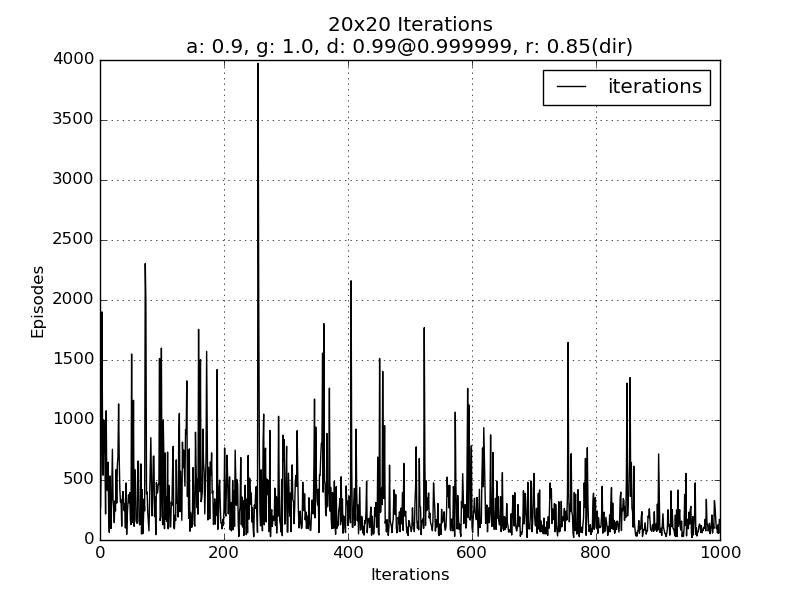 20x20 Iterations
a: 0.9, g: 1.0, d: 0.99@0.999999, r: 0.85(dir)
iterations
4000
3500
3000
2500
2000
1500
1000
500
0
Episodes
0 200 400 600 800 1000
Iterations